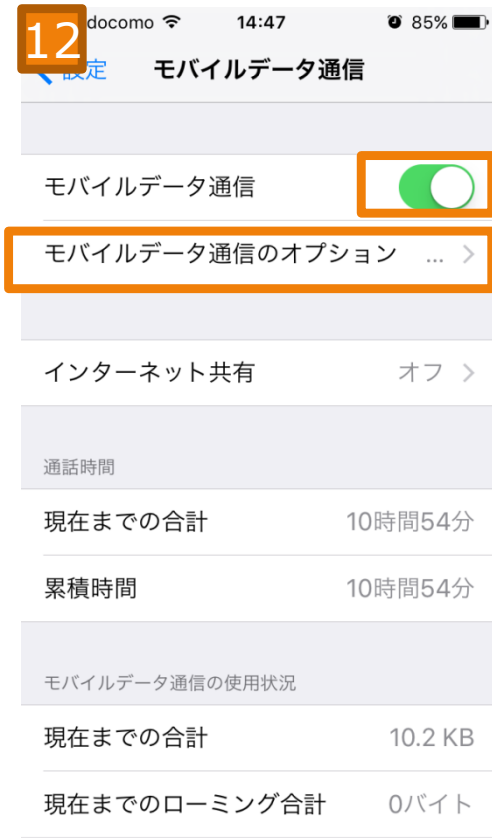 12
docomo 14:47 85%
設定 モバイルデータ通信
モバイルデータ通信
モバイルデータ通信のオプション ...
インターネット共有 オフ
通話時間
現在までの合計 10時間54分
累積時間 10時間54分
モバイルデータ通信の使用状況
現在までの合計 10.2 KB
現在までのローミング合計 0バイト